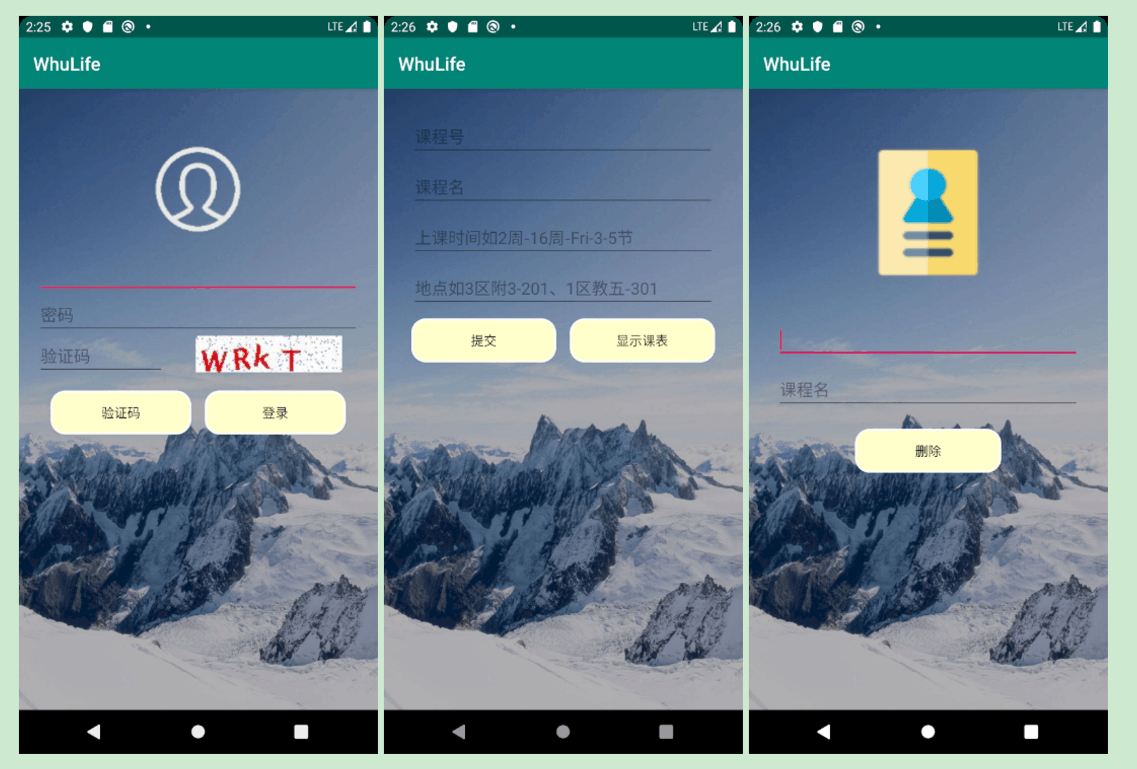 2:25
LTE
WhuLife
密码
验证码
WRkT
验证码
登录
2:26
LTE
WhuLife
课程号
课程名
上课时间如2周-16周-Fri-3-5节
地点如3区附3-201、1区教五-301
提交
显示课表
2:26
LTE
WhuLife
课程名
删除